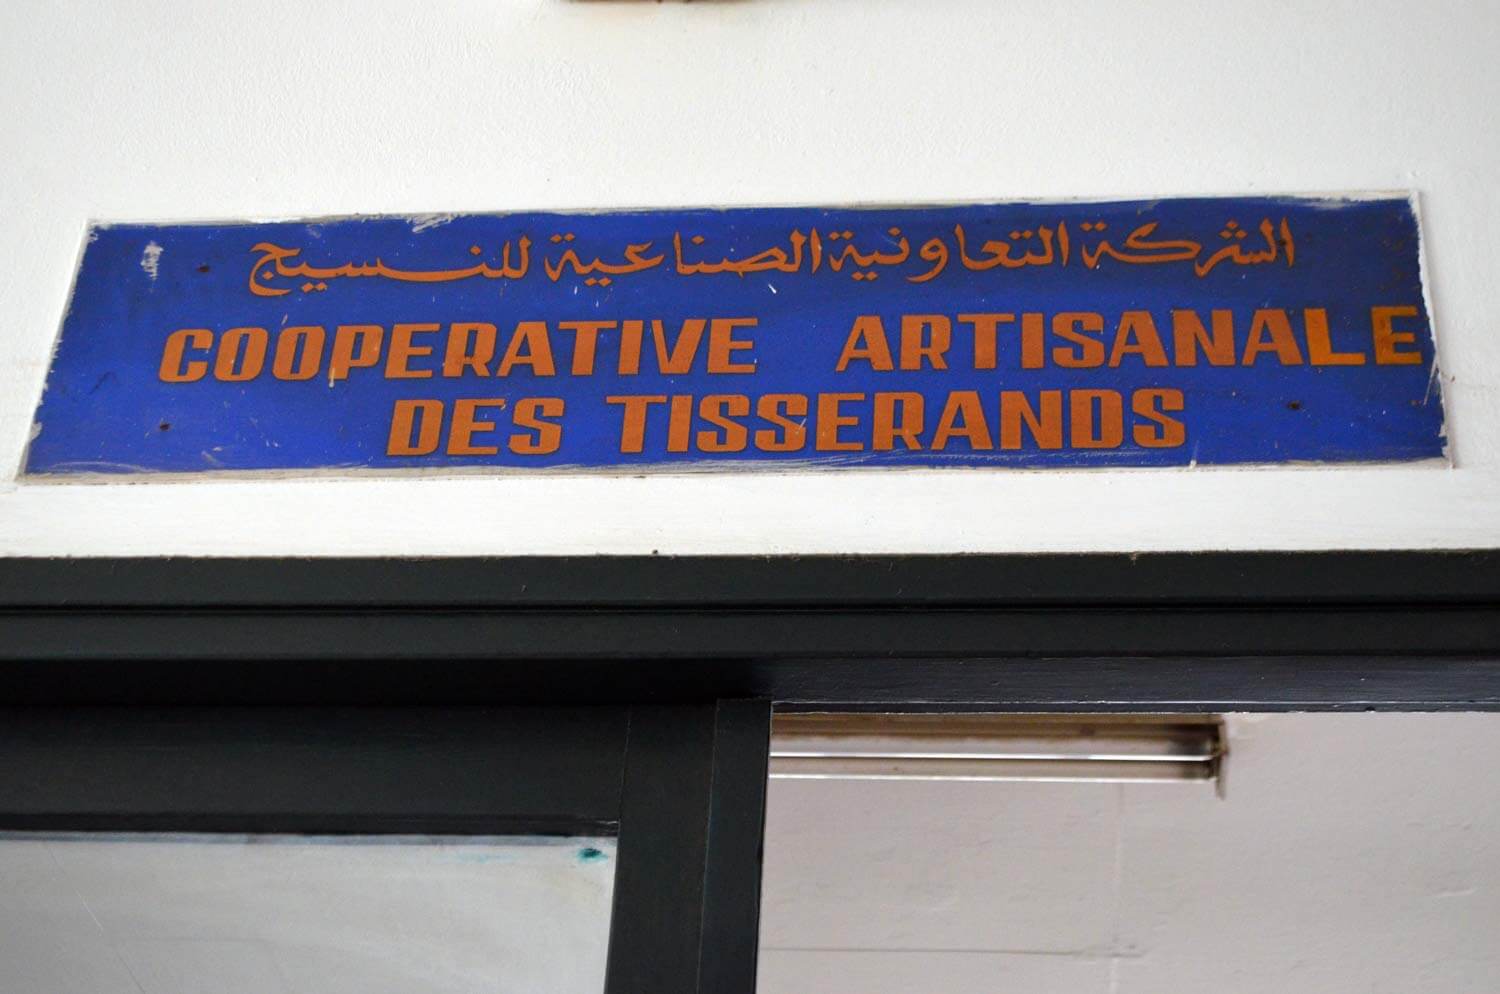 الشركة التعاونية الصناعية للنسيج
COOPERATIVE ARTISANALE
DES TISSERANDS